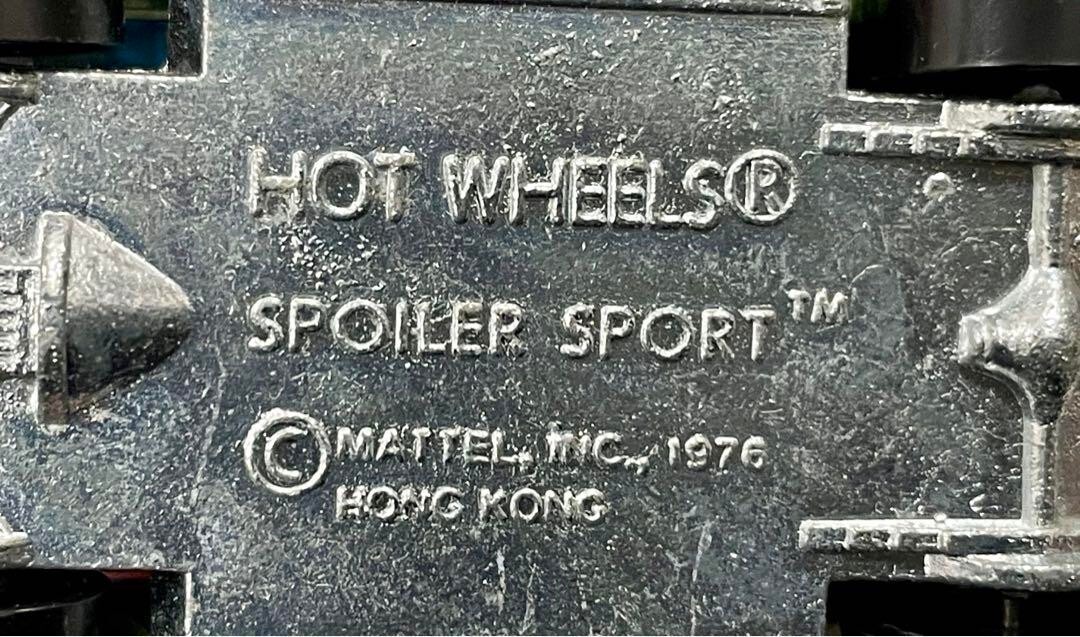 HOT WHEELS®
SPOILER SPORT™
© MATTEL, INC., 1976
HONG KONG